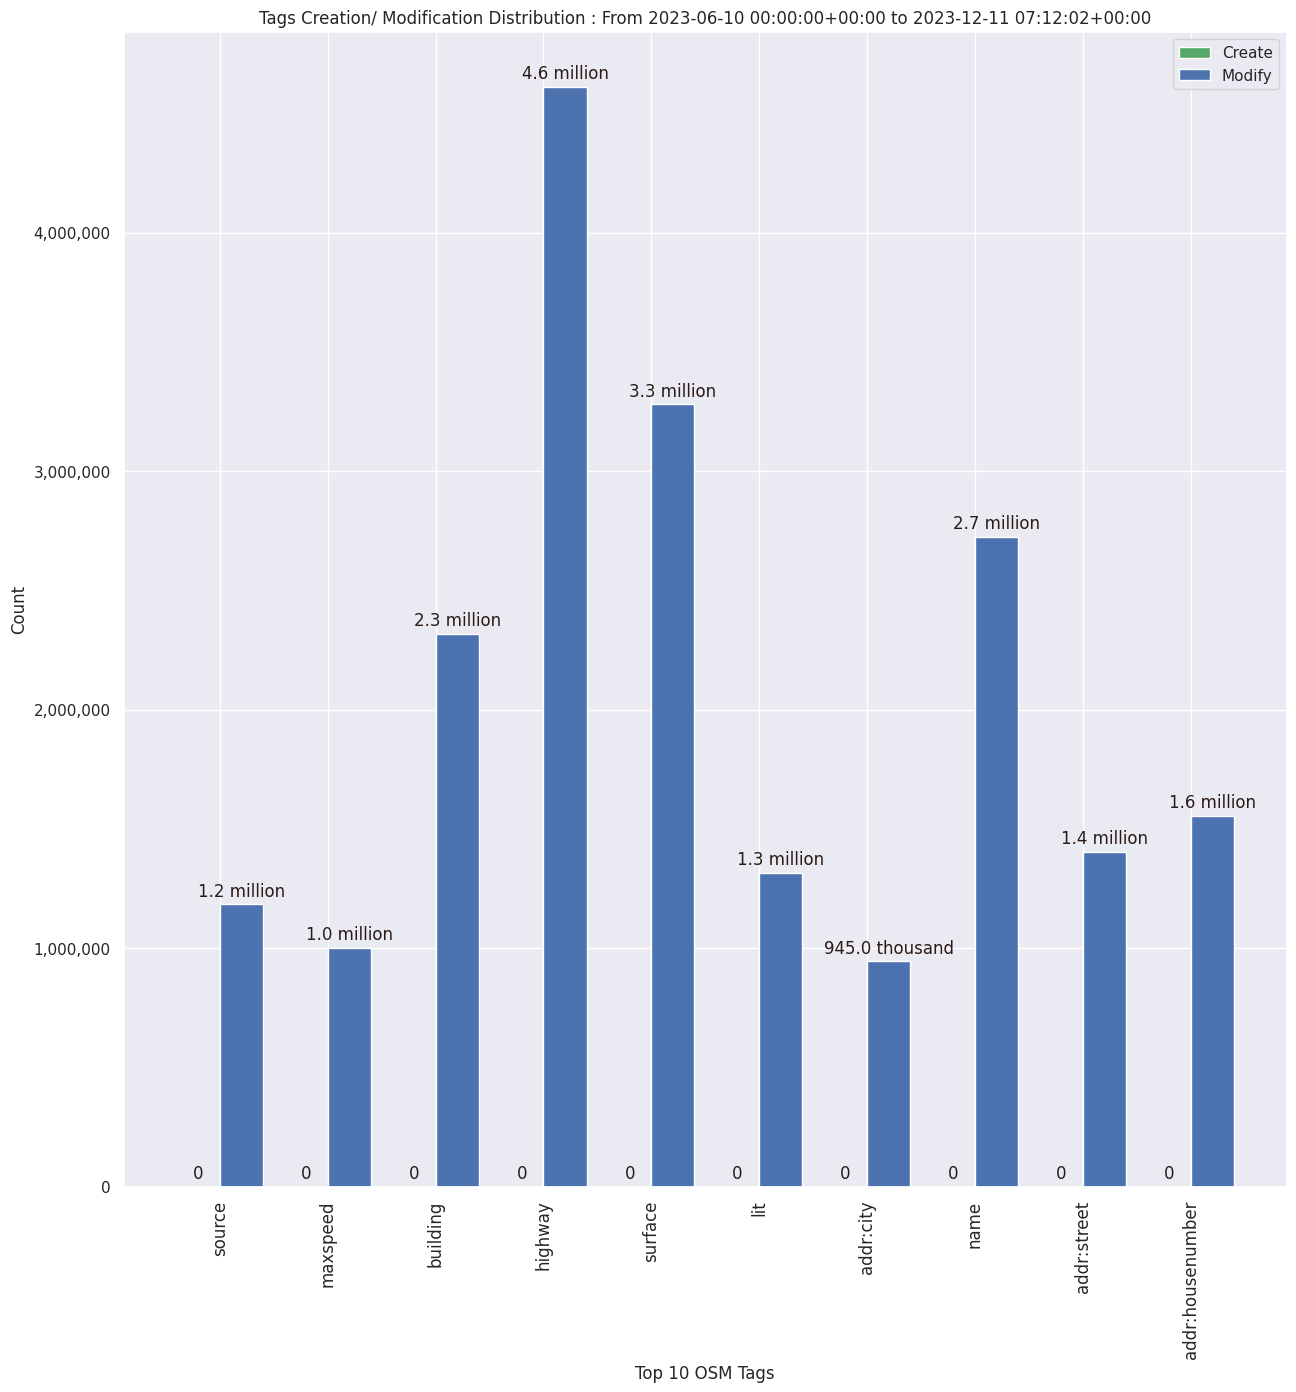 Tags Creation/ Modification Distribution : From 2023-06-10 00:00:00+00:00 to 2023-12-11 07:12:02+00:00
Create
Modify
4.6 million
4,000,000
3.3 million
3,000,000
2.7 million
2.3 million
Count
2,000,000
1.6 million
1.4 million
1.3 million
1.2 million
1.0 million
945.0 thousand
1,000,000
0 0 0 0 0 0 0 0 0 0
0
source
maxspeed
building
highway
surface
lit
addr:city
name
addr:street
addr:housenumber
Top 10 OSM Tags